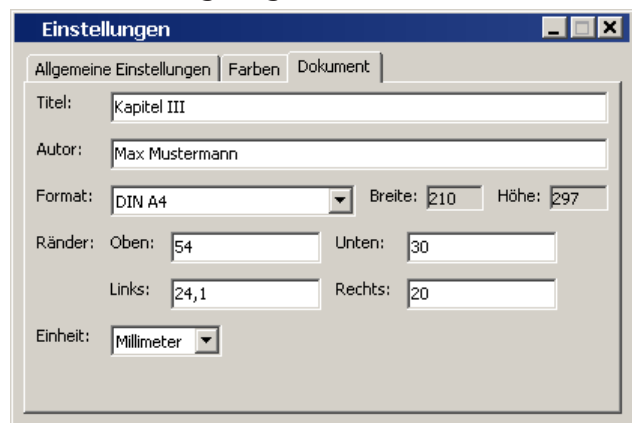 Einstellungen
Allgemeine Einstellungen Farben Dokument
Titel: Kapitel III
Autor: Max Mustermann
Format: DIN A4 Breite: 210 Höhe: 297
Ränder: Oben: 54 Unten: 30
Links: 24,1 Rechts: 20
Einheit: Millimeter